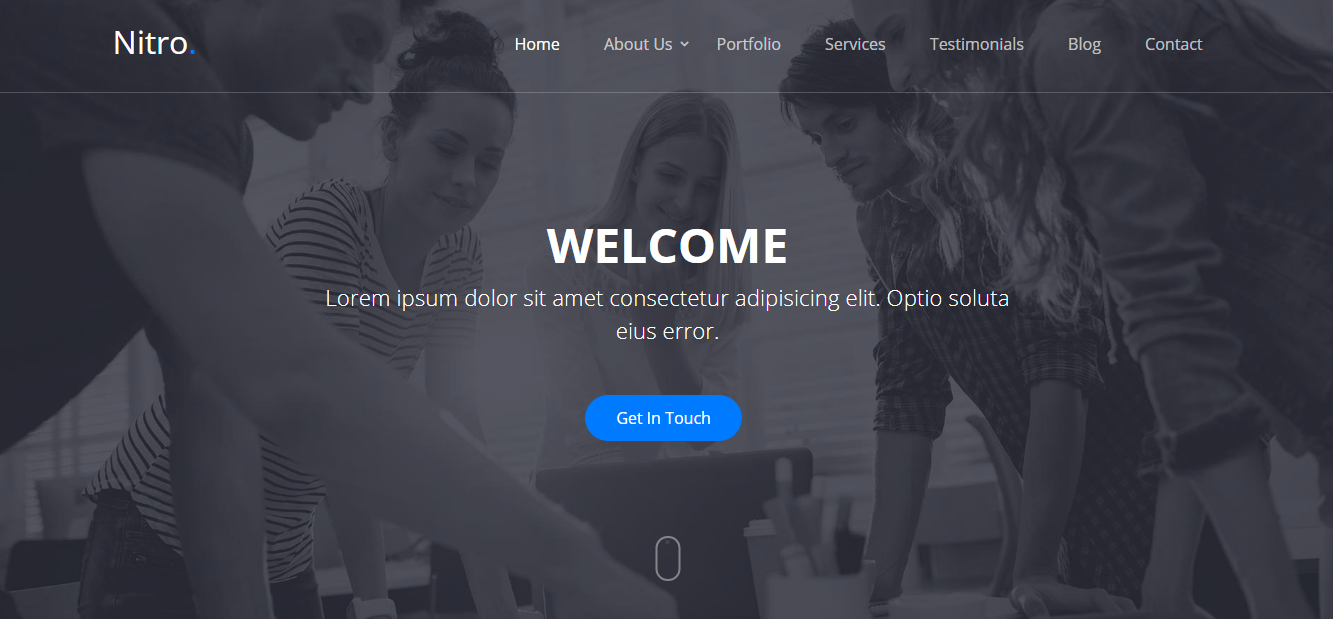 Nitro.
Home About Us Portfolio Services Testimonials Blog Contact
WELCOME
Lorem ipsum dolor sit amet consectetur adipisicing elit. Optio soluta
eius error.
Get In Touch